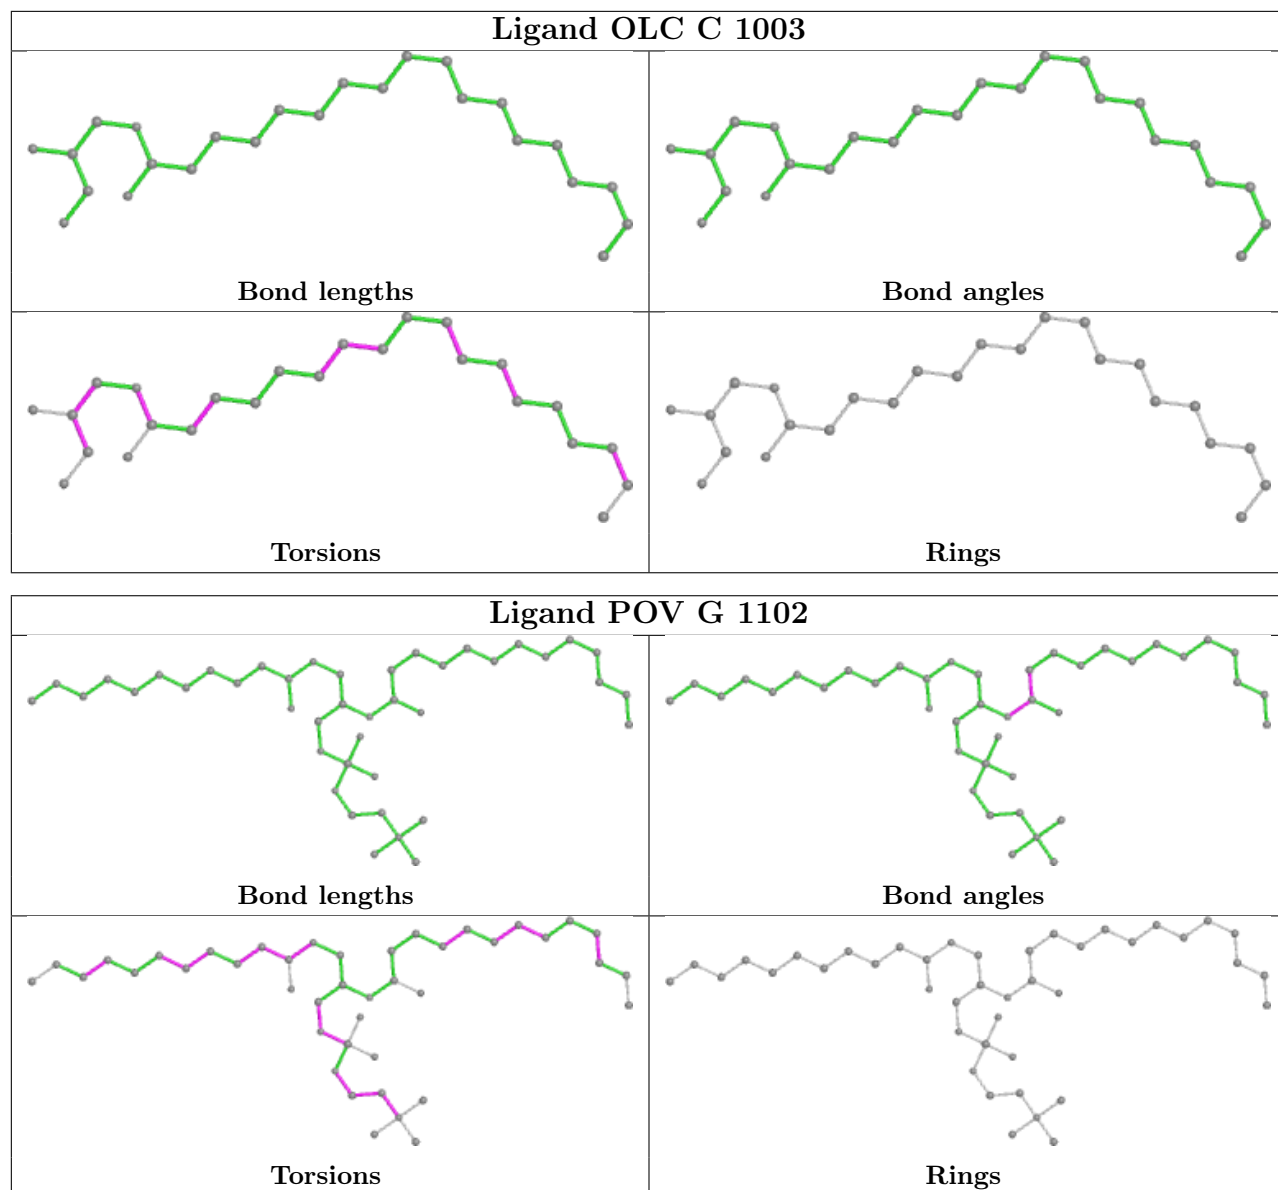 Ligand OLC C 1003
Bond lengths
Bond angles
Torsions
Rings
Ligand POV G 1102
Bond lengths
Bond angles
Torsions
Rings